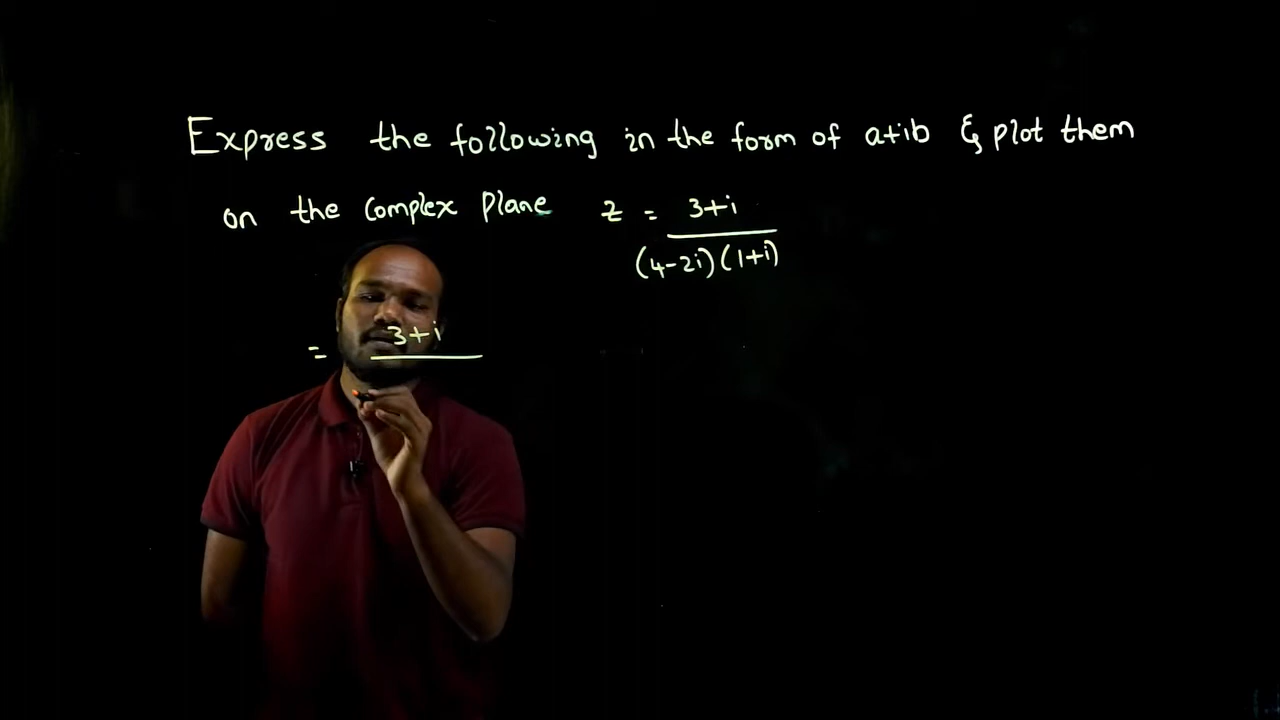 Express the following in the form of a+ib & plot them
on the complex plane z = 3+i
(4-2i)(1+i)
= 3+i